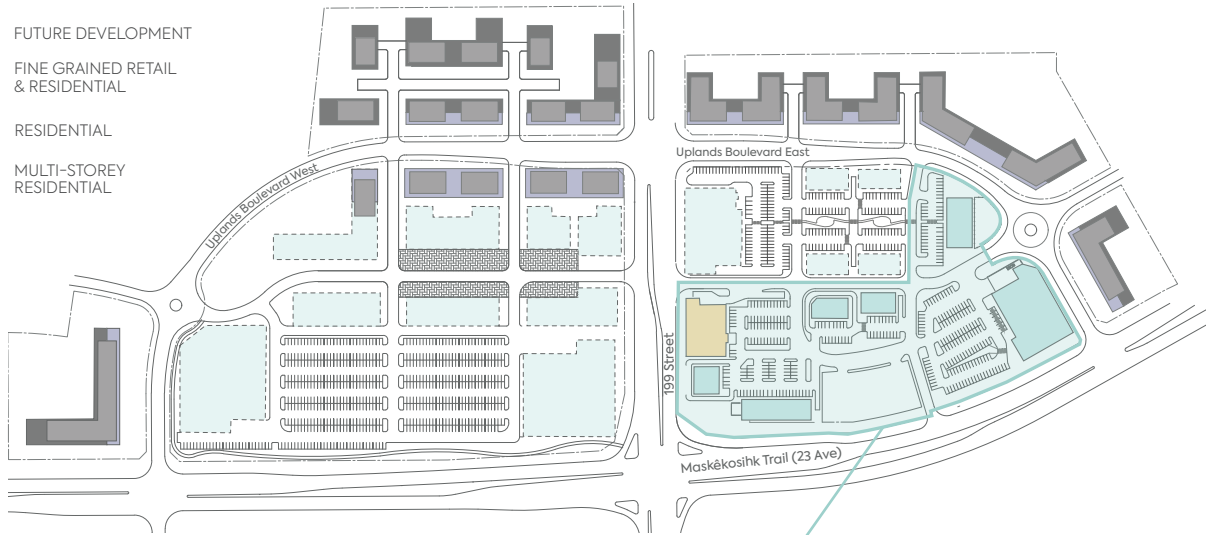 FUTURE DEVELOPMENT
FINE GRAINED RETAIL
& RESIDENTIAL
RESIDENTIAL
MULTI-STOREY
RESIDENTIAL
Uplands Boulevard West
Uplands Boulevard East
199 Street
Maskêkosihk Trail (23 Ave)